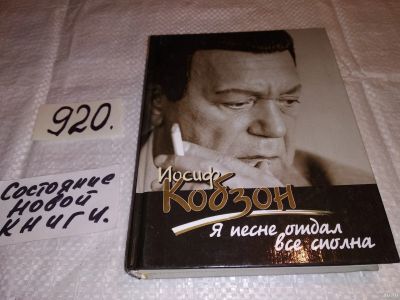 920.
Состояние
новой
книги.
Иосиф
Кобзон
Я песне отдал
все сполна